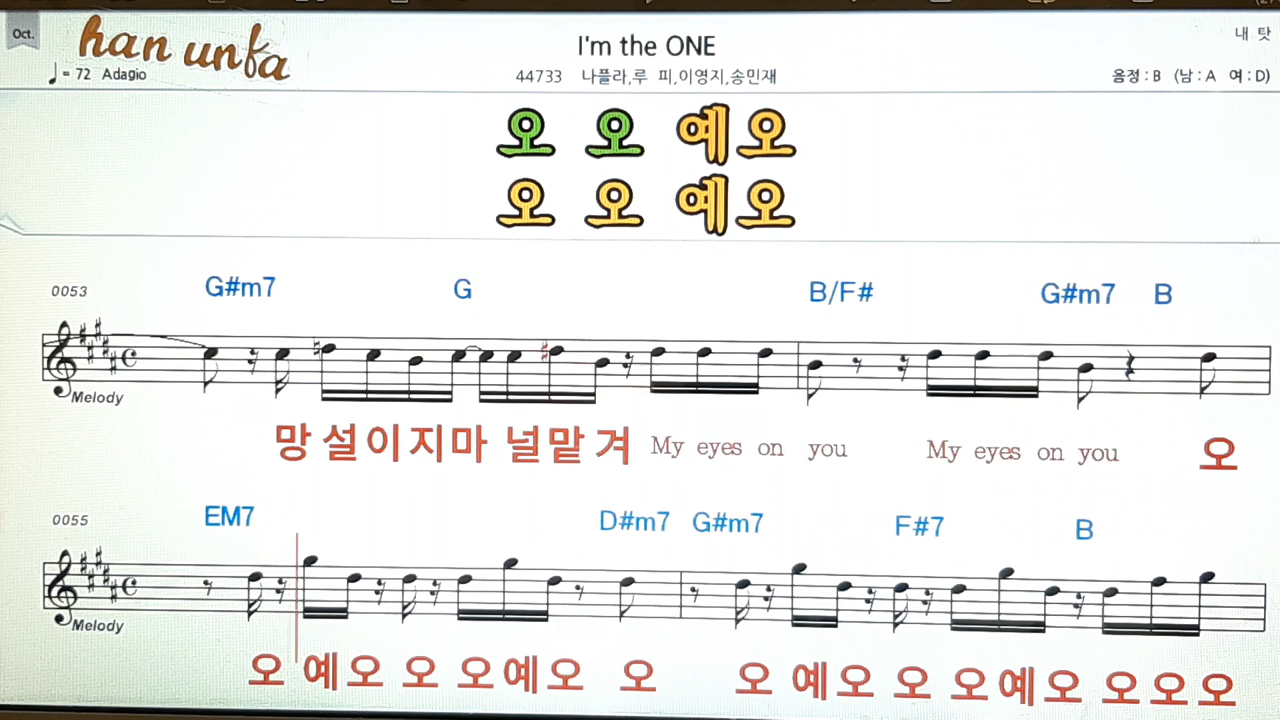 Oct.
han unfa
I'm the ONE
내 탓
♩= 72 Adagio
44733 나플라,루 피,이영지,송민재
음정 : B (남 : A 여 : D)
오 오 예오
오 오 예오
0053
G#m7 G B/F# G#m7 B
Melody
망 설이지마 널맡 겨 My eyes on you My eyes on you 오
0055
EM7 D#m7 G#m7 F#7 B
Melody
오 예오 오 오예오 오 오 예오 오 오예오 오오오